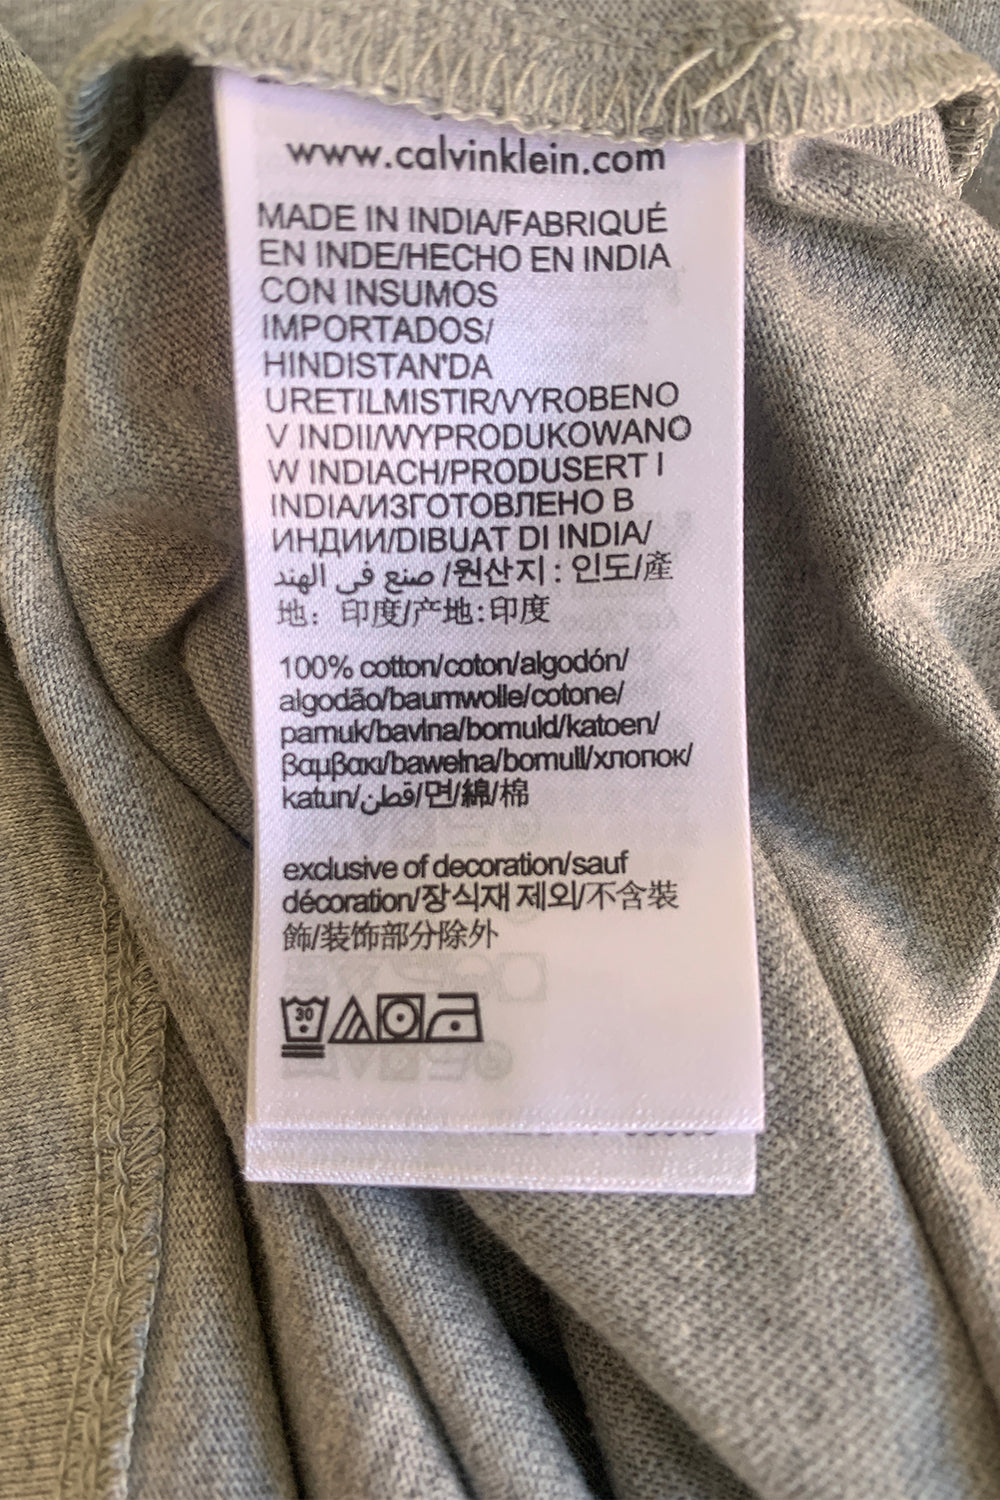 www.calvinklein.com
MADE IN INDIA/FABRIQUÉ
EN INDE/HECHO EN INDIA
CON INSUMOS
IMPORTADOS/
HINDISTAN'DA
URETILMISTIR/VYROBENO
V INDII/WYPRODUKOWANO
W INDIACH/PRODUSERT I
INDIA/ИЗГОТОВЛЕНО В
ИНДИИ/DIBUAT DI INDIA/
صنع في الهند/원산지 : 인도/產
地： 印度/产地:印度
100% cotton/coton/algodón/
algodão/baumwolle/cotone/
pamuk/bavlna/bomuld/katoen/
βαμβακι/bawełna/bomull/хлопок/
katun/قطن/면/綿/棉
exclusive of decoration/sauf
décoration/장식재 제외/不含裝
飾/装饰部分除外
30